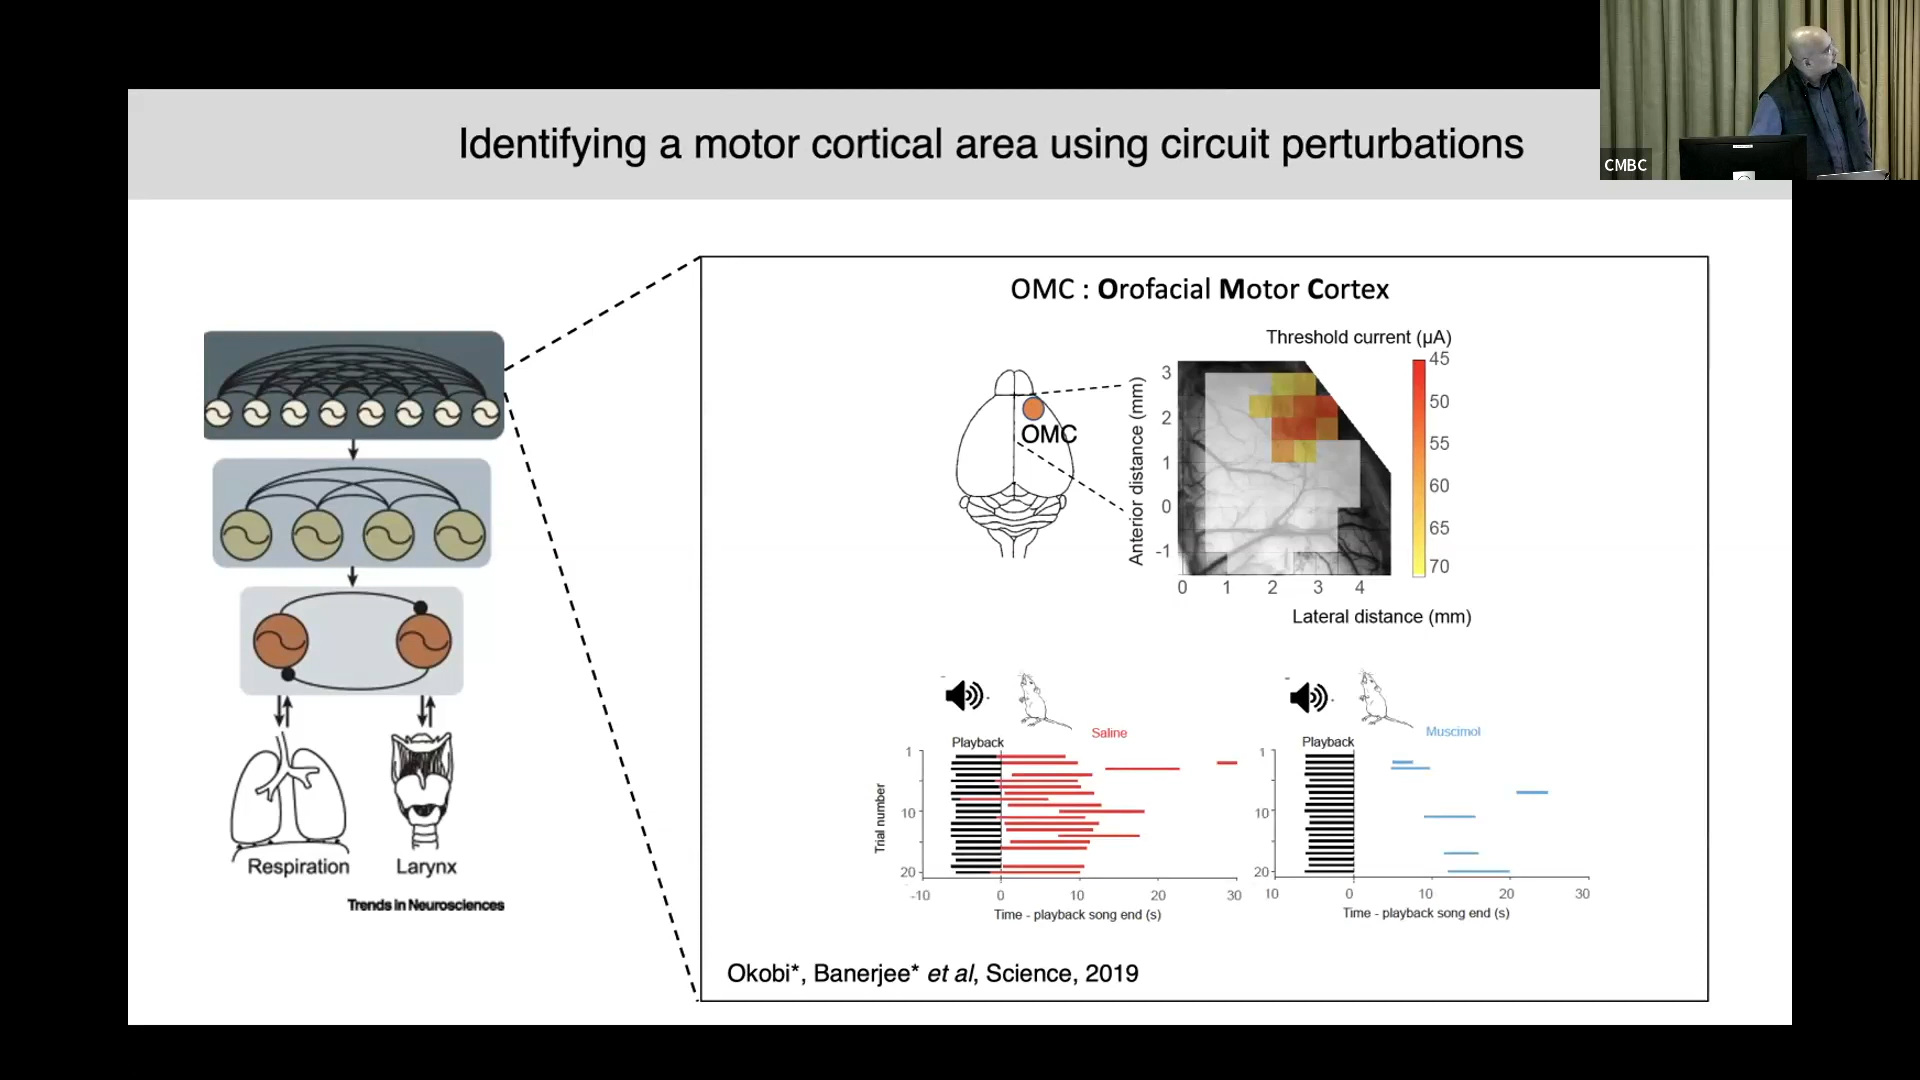 CMBC
Identifying a motor cortical area using circuit perturbations
OMC : Orofacial Motor Cortex
Threshold current (µA)
45
50
55
60
65
70
Anterior distance (mm)
3
2
1
0
-1
0 1 2 3 4
Lateral distance (mm)
OMC
Respiration
Larynx
Trends in Neurosciences
Saline
Playback
Trial number
1
10
20
-10 0 10 20 30
Time - playback song end (s)
Muscimol
Playback
1
10
20
10 0 10 20 30
Time - playback song end (s)
Okobi*, Banerjee* et al, Science, 2019